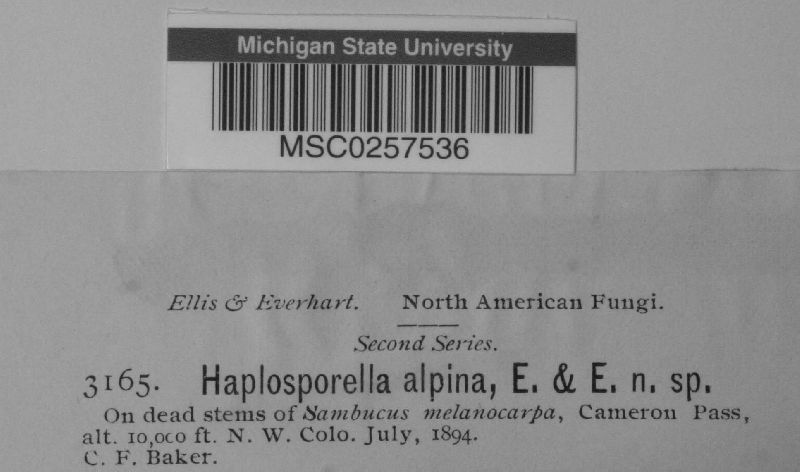 Michigan State University
MSC0257536
Ellis & Everhart. North American Fungi.
Second Series.
3165. Haplosporella alpina, E. & E. n. sp.
On dead stems of Sambucus melanocarpa, Cameron Pass,
alt. 10,000 ft. N. W. Colo. July, 1894.
C. F. Baker.